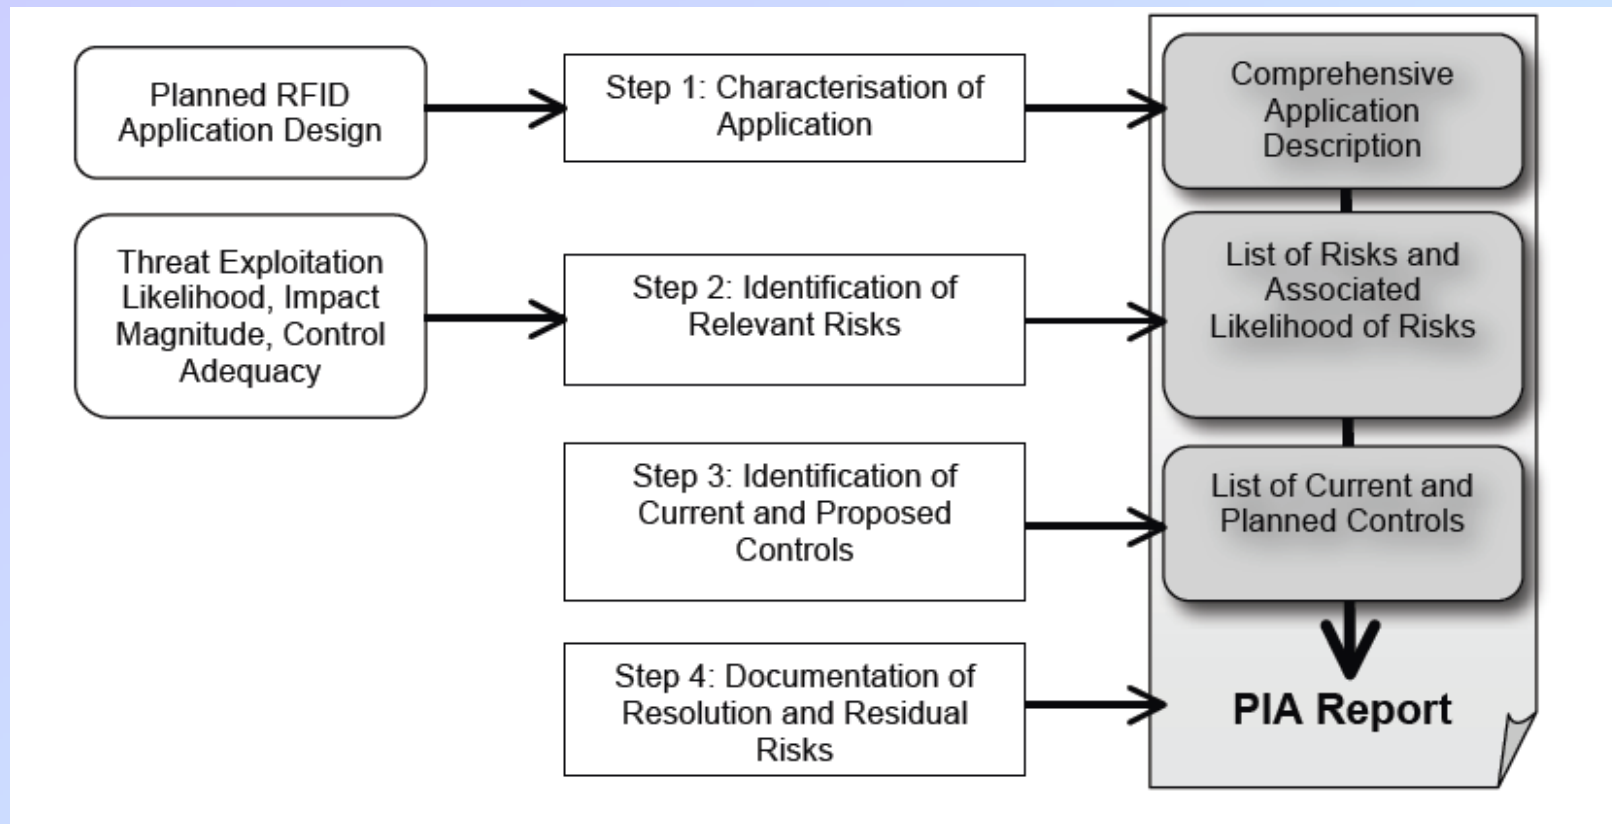 Planned RFID
Application Design
Step 1: Characterisation of
Application
Comprehensive
Application
Description
Threat Exploitation
Likelihood, Impact
Magnitude, Control
Adequacy
Step 2: Identification of
Relevant Risks
List of Risks and
Associated
Likelihood of Risks
Step 3: Identification of
Current and Proposed
Controls
List of Current and
Planned Controls
Step 4: Documentation of
Resolution and Residual
Risks
PIA Report